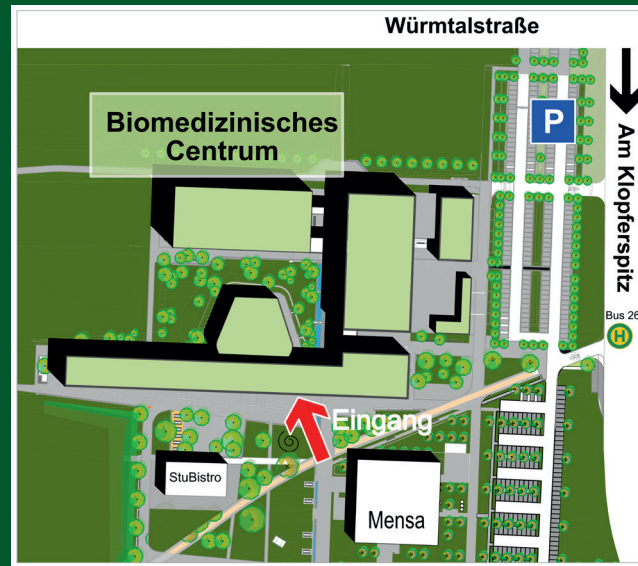 Würmtalstraße
Biomedizinisches
Centrum
P
Am Klopferspitz
Bus 26
H
Eingang
StuBistro
Mensa